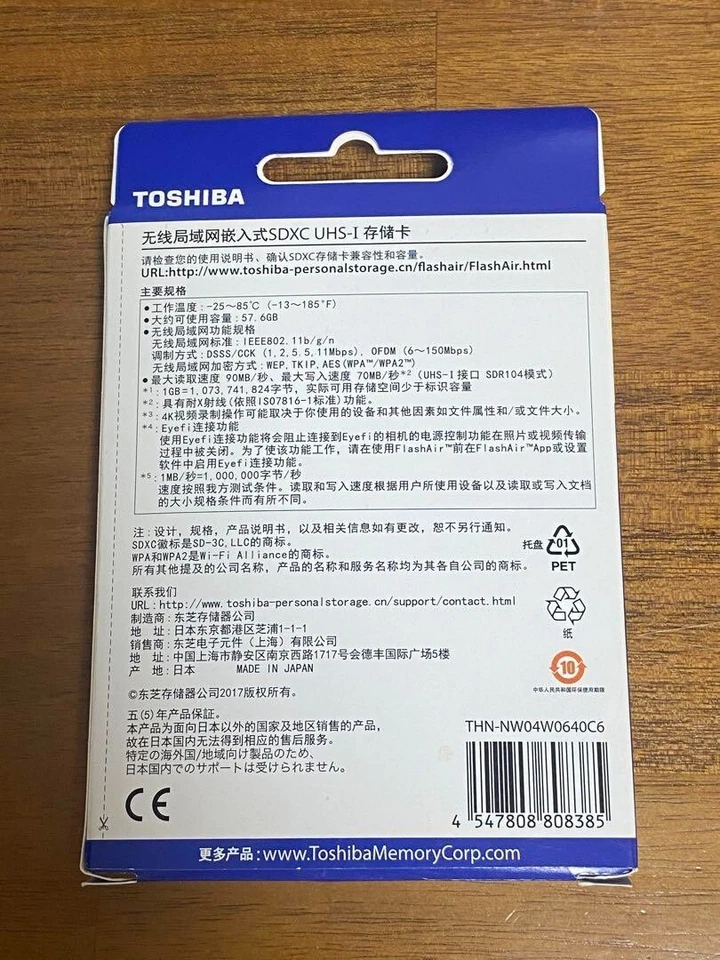 TOSHIBA
无线局域网嵌入式SDXC UHS-I 存储卡
请检查您的使用说明书、确认SDXC存储卡兼容性和容量。
URL:http://www.toshiba-personalstorage.cn/flashair/FlashAir.html
主要规格
●工作温度:-25~85℃ (-13~185°F)
●大约可使用容量:57.6GB
●无线局域网功能规格
无线局域网标准:IEEE802.11b/g/n
调制方式:DSSS/CCK (1,2,5.5,11Mbps), OFDM (6~150Mbps)
无线局域网加密方式:WEP,TKIP,AES(WPA™/WPA2™)
●最大读取速度 90MB/秒、最大写入速度 70MB/秒*2 (UHS-I接口 SDR104模式)
*1:1GB=1,073,741,824字节，实际可用存储空间少于标识容量
*2:具有耐X射线(依照ISO7816-1标准)功能。
*3:4K视频录制操作可能取决于你使用的设备和其他因素如文件属性和/或文件大小。
*4:Eyefi连接功能
使用Eyefi连接功能将会阻止连接到Eyefi的相机的电源控制功能在照片或视频传输
过程中被关闭。为了使该功能工作，请在使用FlashAir™前在FlashAir™App或设置
软件中启用Eyefi连接功能。
*5:1MB/秒=1,000,000字节/秒
速度按照我方测试条件。读取和写入速度根据用户所使用设备以及读取或写入文档
的大小规格条件而有所不同。
注:设计，规格，产品说明书，以及相关信息如有更改，恕不另行通知。
SDXC徽标是SD-3C,LLC的商标。
WPA和WPA2是Wi-Fi Alliance的商标。
所有其他提及的公司名称，产品的名称和服务名称均为其各自公司的商标。
托盘
01
PET
联系我们
URL:http://www.toshiba-personalstorage.cn/support/contact.html
制造商:东芝存储器公司
地 址:日本东京都港区芝浦1-1-1
销售商:东芝电子元件（上海）有限公司
地 址:中国上海市静安区南京西路1717号会德丰国际广场5楼
产 地:日本 MADE IN JAPAN
纸
10
中华人民共和国环保使用期限
©东芝存储器公司2017版权所有。
五(5)年产品保证。
本产品为面向日本以外的国家及地区销售的产品，
故在日本国内无法得到相应的售后服务。
特定の海外国/地域向け製品のため、
日本国内でのサポートは受けられません。
CE
THN-NW04W0640C6
4 547808 808385
更多产品:www.ToshibaMemoryCorp.com